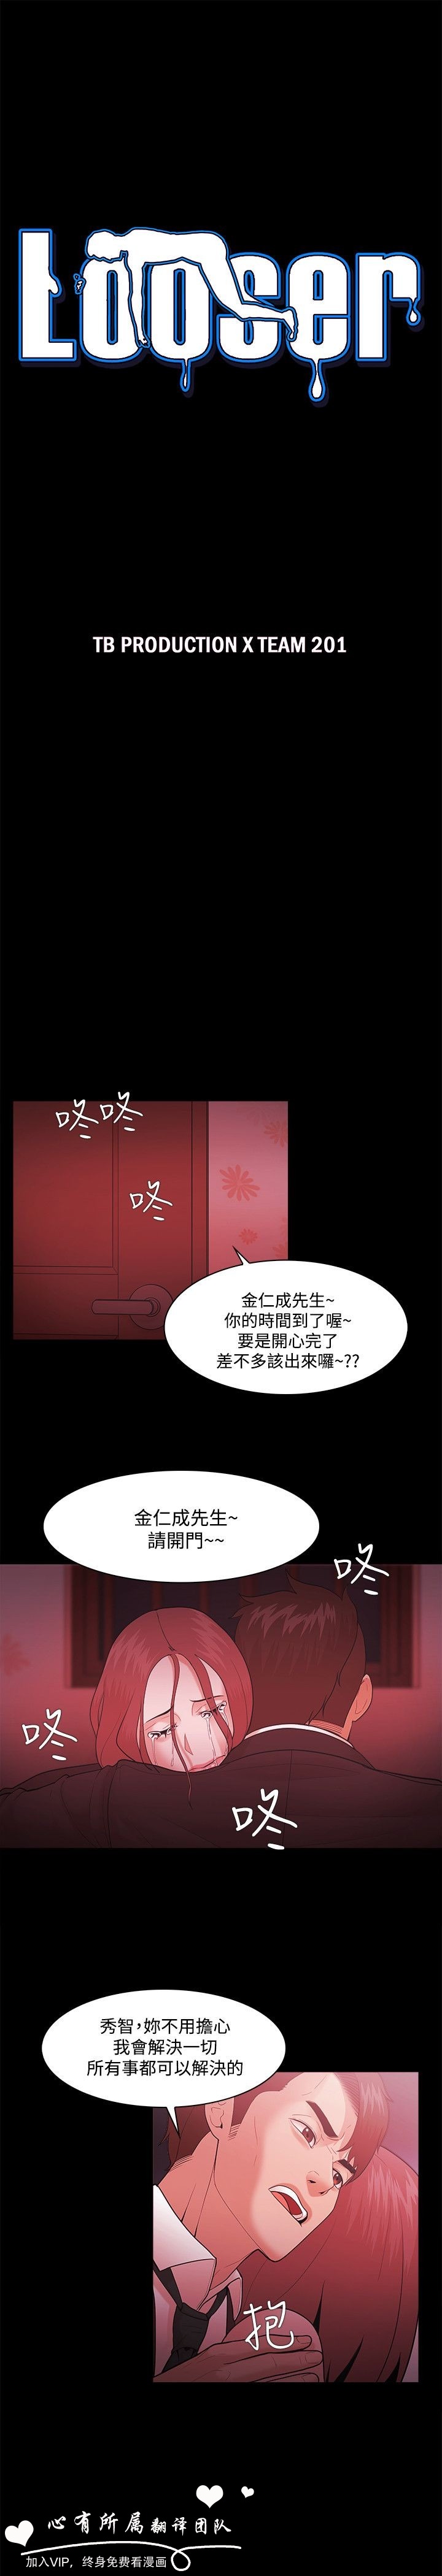 Looser
TB PRODUCTION X TEAM 201
咚咚
咚
金仁成先生~
你的時間到了喔~
要是開心完了
差不多該出來囉~??
金仁成先生~
請開門~~
咚
咚
咚
秀智,妳不用擔心
我會解決一切
所有事都可以解決的
抱
心有所属翻译团队
加入VIP，终身免费看漫画